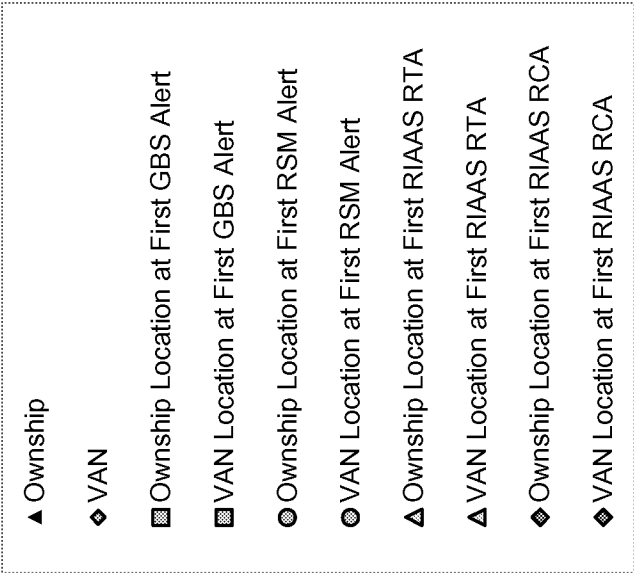 Ownship
VAN
Ownship Location at First GBS Alert
VAN Location at First GBS Alert
Ownship Location at First RSM Alert
VAN Location at First RSM Alert
Ownship Location at First RIAAS RTA
VAN Location at First RIAAS RTA
Ownship Location at First RIAAS RCA
VAN Location at First RIAAS RCA